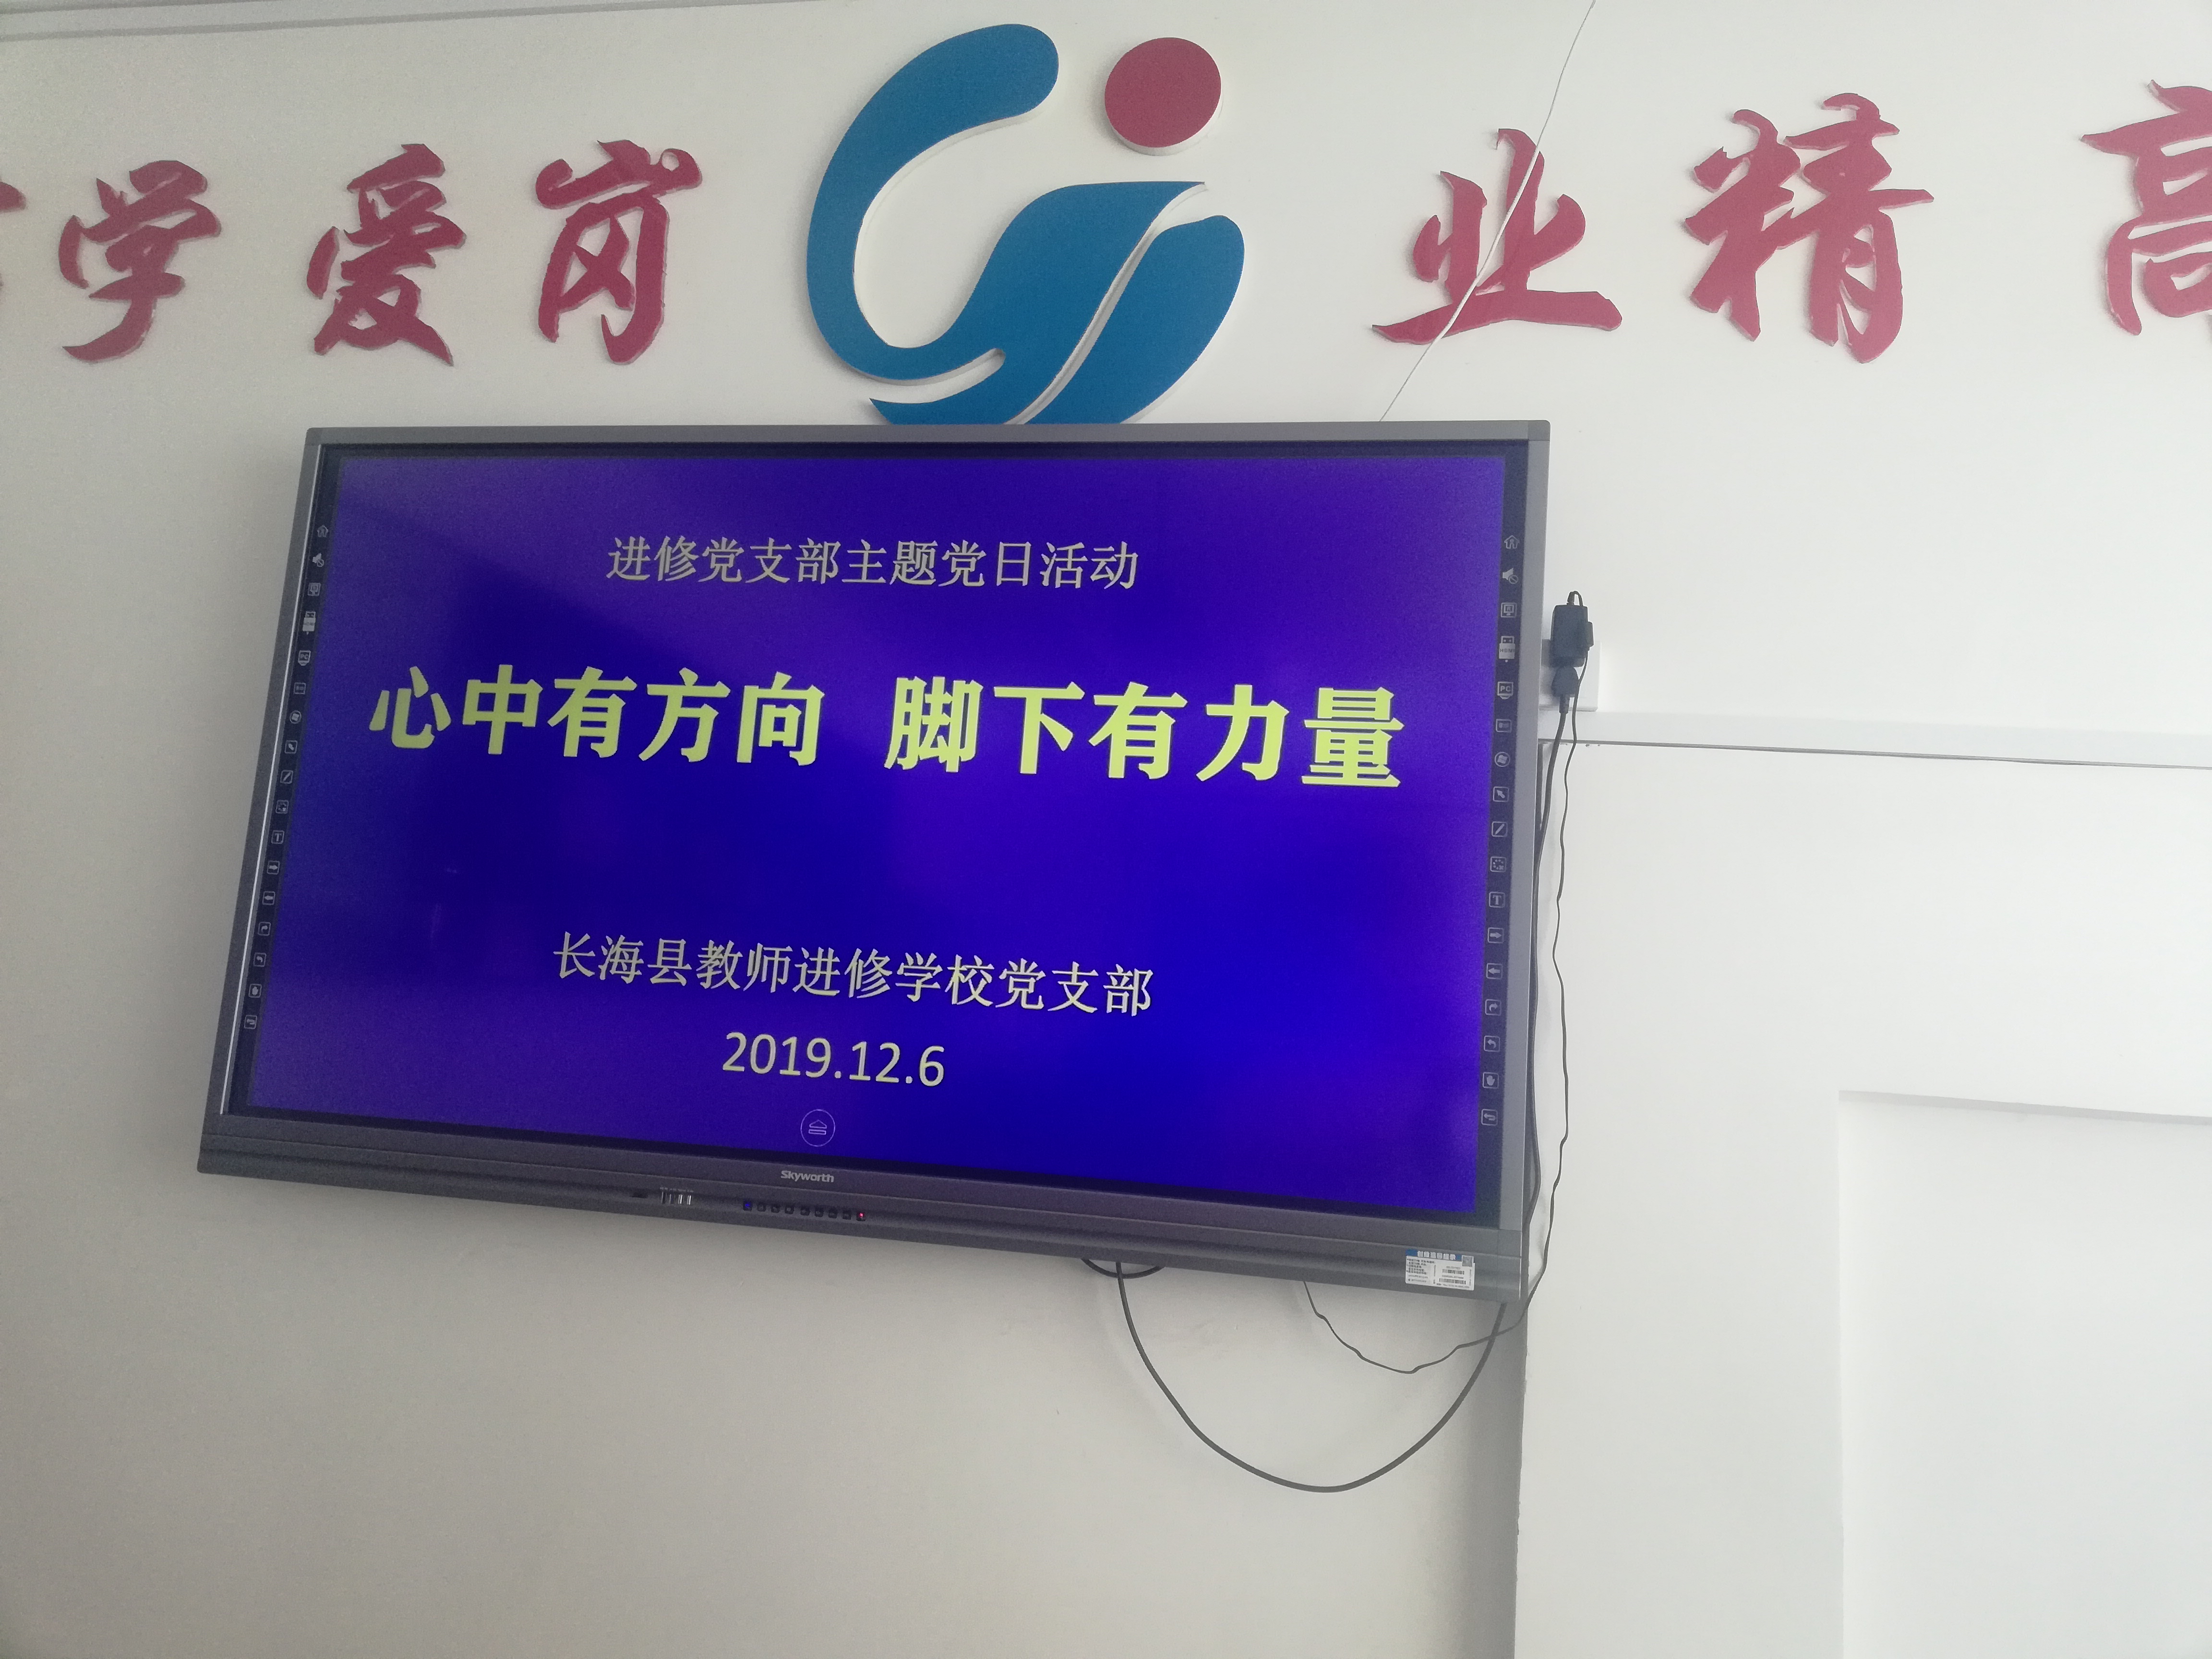 学 爱 岗 业 精 高
进修党支部主题党日活动
心中有方向 脚下有力量
长海县教师进修学校党支部
2019.12.6
Skyworth